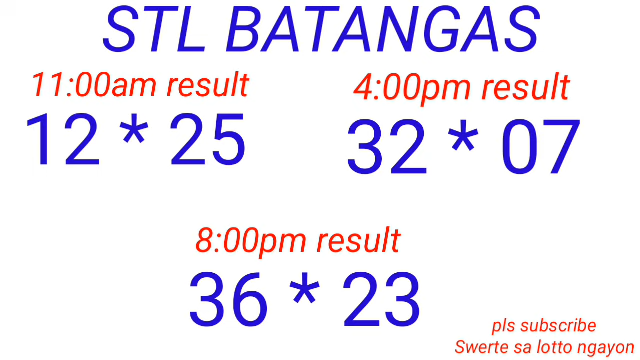 STL BATANGAS
11:00am result
12 * 25
4:00pm result
32 * 07
8:00pm result
36 * 23
pls subscribe
Swerte sa lotto ngayon